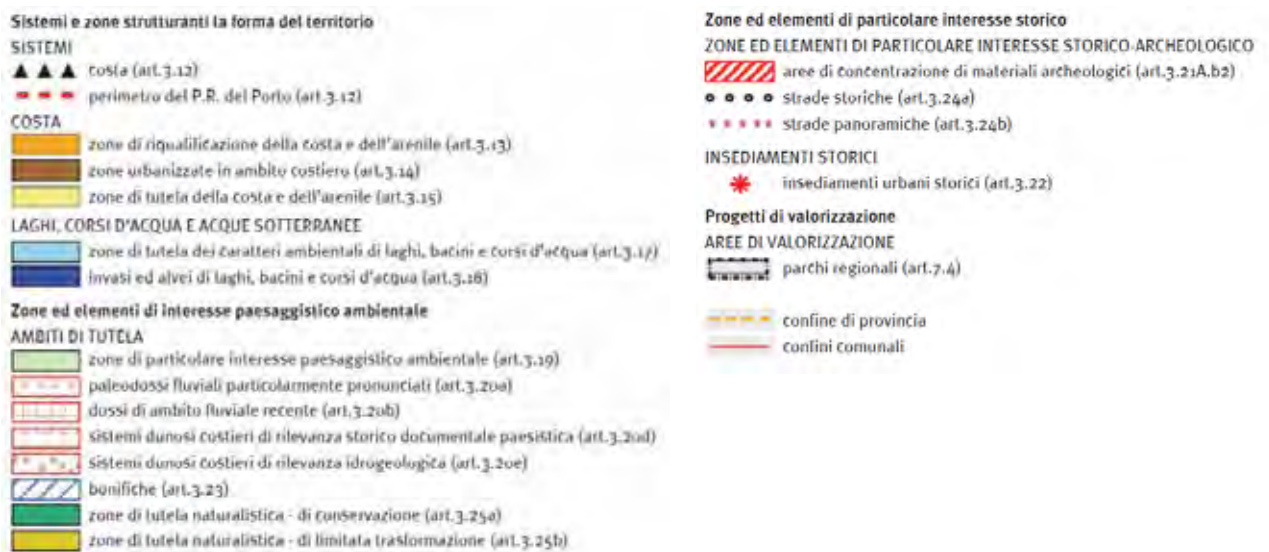 Sistemi e zone strutturanti la forma del territorio
SISTEMI
costa (art.3.12)
perimetro del P.R. del Porto (art.3.12)
COSTA
zone di riqualificazione della costa e dell'arenile (art.3.13)
zone urbanizzate in ambito costiero (art.3.14)
zone di tutela della costa e dell'arenile (art.3.15)
LAGHI, CORSI D'ACQUA E ACQUE SOTTERRANEE
zone di tutela dei caratteri ambientali di laghi, bacini e corsi d'acqua (art.3.17)
invasi ed alvei di laghi, bacini e corsi d'acqua (art.3.18)
Zone ed elementi di interesse paesaggistico ambientale
AMBITI DI TUTELA
zone di particolare interesse paesaggistico ambientale (art.3.19)
paleodossi fluviali particolarmente pronunciati (art.3.20a)
dossi di ambito fluviale recente (art.3.20b)
sistemi dunosi costieri di rilevanza storico documentale paesistica (art.3.20d)
sistemi dunosi costieri di rilevanza idrogeologica (art.3.20e)
bonifiche (art.3.23)
zone di tutela naturalistica - di conservazione (art.3.25a)
zone di tutela naturalistica - di limitata trasformazione (art.3.25b)
Zone ed elementi di particolare interesse storico
ZONE ED ELEMENTI DI PARTICOLARE INTERESSE STORICO-ARCHEOLOGICO
aree di concentrazione di materiali archeologici (art.3.21A.b2)
strade storiche (art.3.24a)
strade panoramiche (art.3.24b)
INSEDIAMENTI STORICI
insediamenti urbani storici (art.3.22)
Progetti di valorizzazione
AREE DI VALORIZZAZIONE
parchi regionali (art.7.4)
confine di provincia
confini comunali